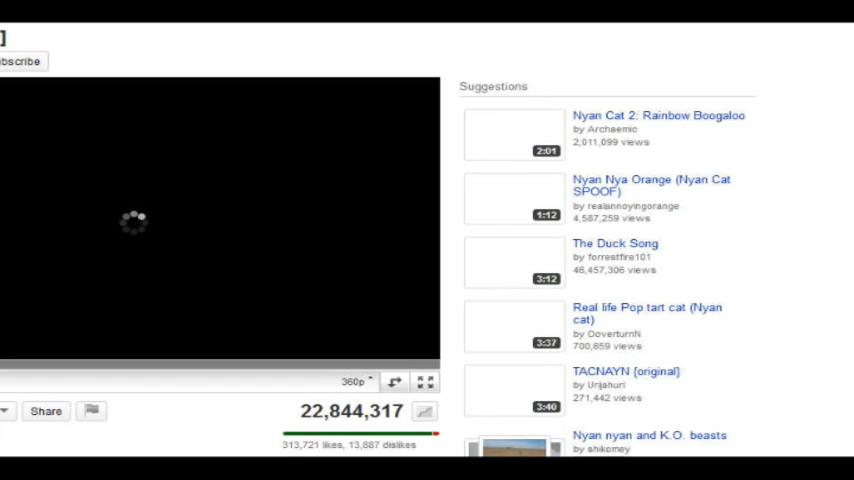 ]
bscribe
Suggestions
Nyan Cat 2: Rainbow Boogaloo
by Archaemic
2,011,099 views
2:01
Nyan Nya Orange (Nyan Cat
SPOOF)
by realannoyingorange
4,587,259 views
1:12
The Duck Song
by forrestfire101
46,457,306 views
3:12
Real life Pop tart cat (Nyan
cat)
by OoverturnN
700,659 views
3:37
TACNAYN [original]
by Urijahuri
271,442 views
3:40
Nyan nyan and K.O. beasts
by shikomey
360p
Share
22,844,317
313,721 likes, 13,887 dislikes